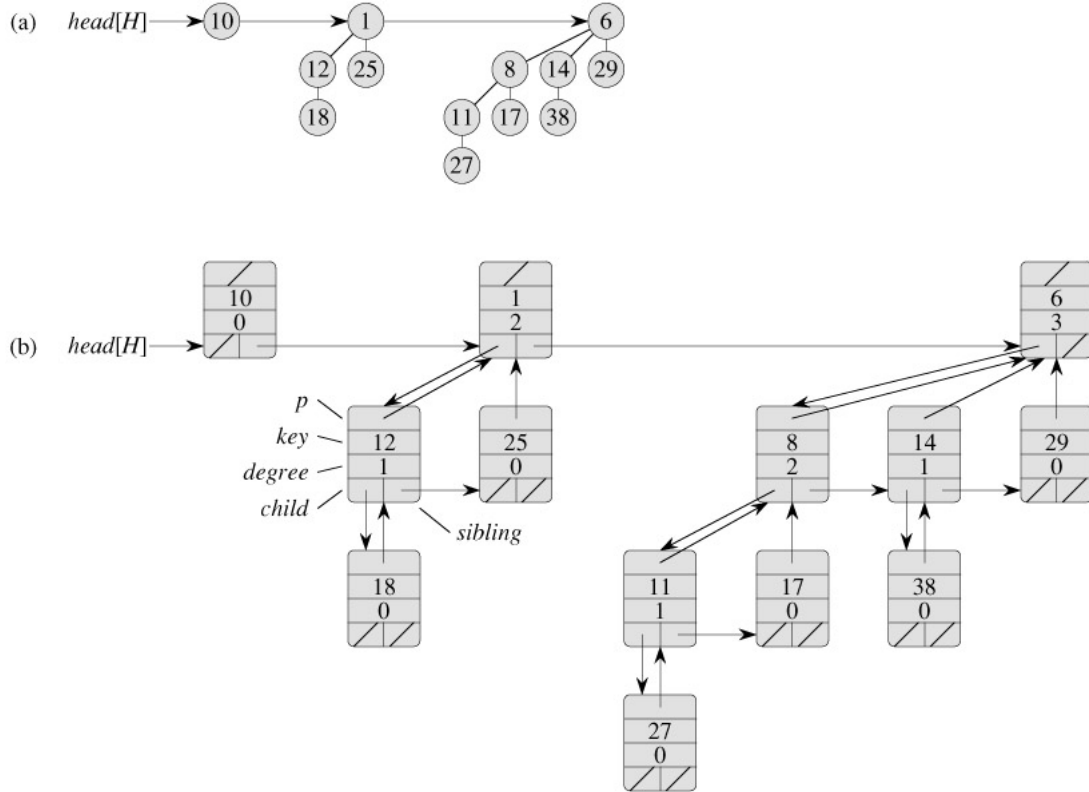 (a) head[H] 10 1 6
12 25 8 14 29
18 11 17 38
27
10 1 6
0 2 3
(b) head[H]
p
key 12 25 8 14 29
degree 1 0 2 1 0
child
sibling
18 11 17 38
0 1 0 0
27
0